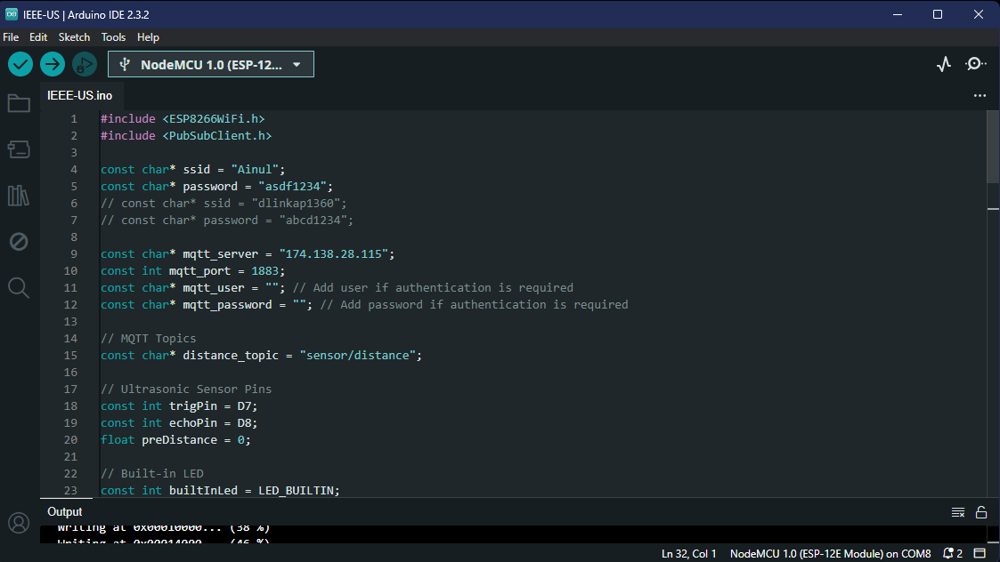 IEEE-US | Arduino IDE 2.3.2
File Edit Sketch Tools Help
NodeMCU 1.0 (ESP-12...
IEEE-US.ino
1 #include <ESP8266WiFi.h>
2 #include <PubSubClient.h>
3
4 const char* ssid = "Ainul";
5 const char* password = "asdf1234";
6 // const char* ssid = "dlinkap1360";
7 // const char* password = "abcd1234";
8
9 const char* mqtt_server = "174.138.28.115";
10 const int mqtt_port = 1883;
11 const char* mqtt_user = ""; // Add user if authentication is required
12 const char* mqtt_password = ""; // Add password if authentication is required
13
14 // MQTT Topics
15 const char* distance_topic = "sensor/distance";
16
17 // Ultrasonic Sensor Pins
18 const int trigPin = D7;
19 const int echoPin = D8;
20 float preDistance = 0;
21
22 // Built-in LED
23 const int builtInLed = LED_BUILTIN;
Output
Writing at 0x00010000... (38 %)
Writing at 0x00014000... (46 %)
Ln 32, Col 1 NodeMCU 1.0 (ESP-12E Module) on COM8 2